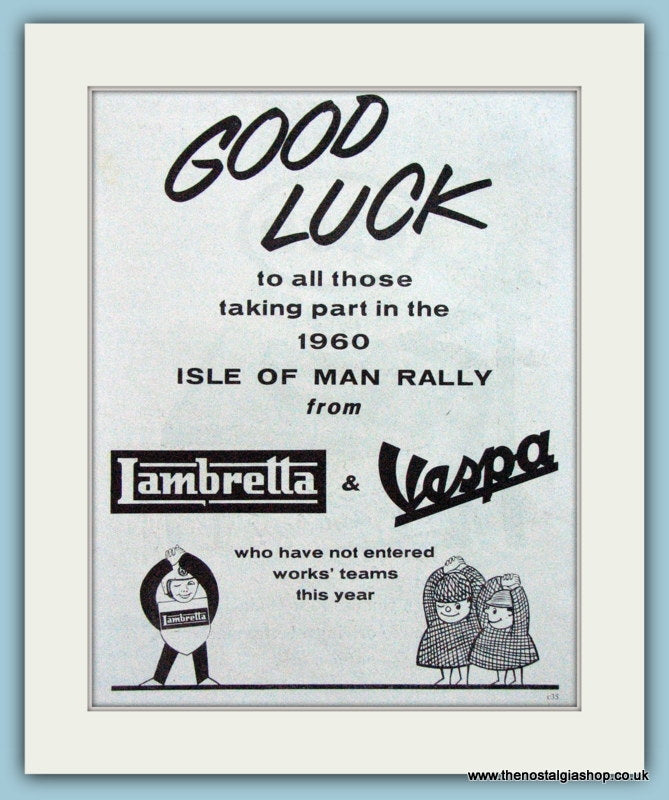 GOOD
LUCK
to all those
taking part in the
1960
ISLE OF MAN RALLY
from
Lambretta & Vespa
who have not entered
works' teams
this year
Lambretta
c35
www.thenostalgiashop.co.uk